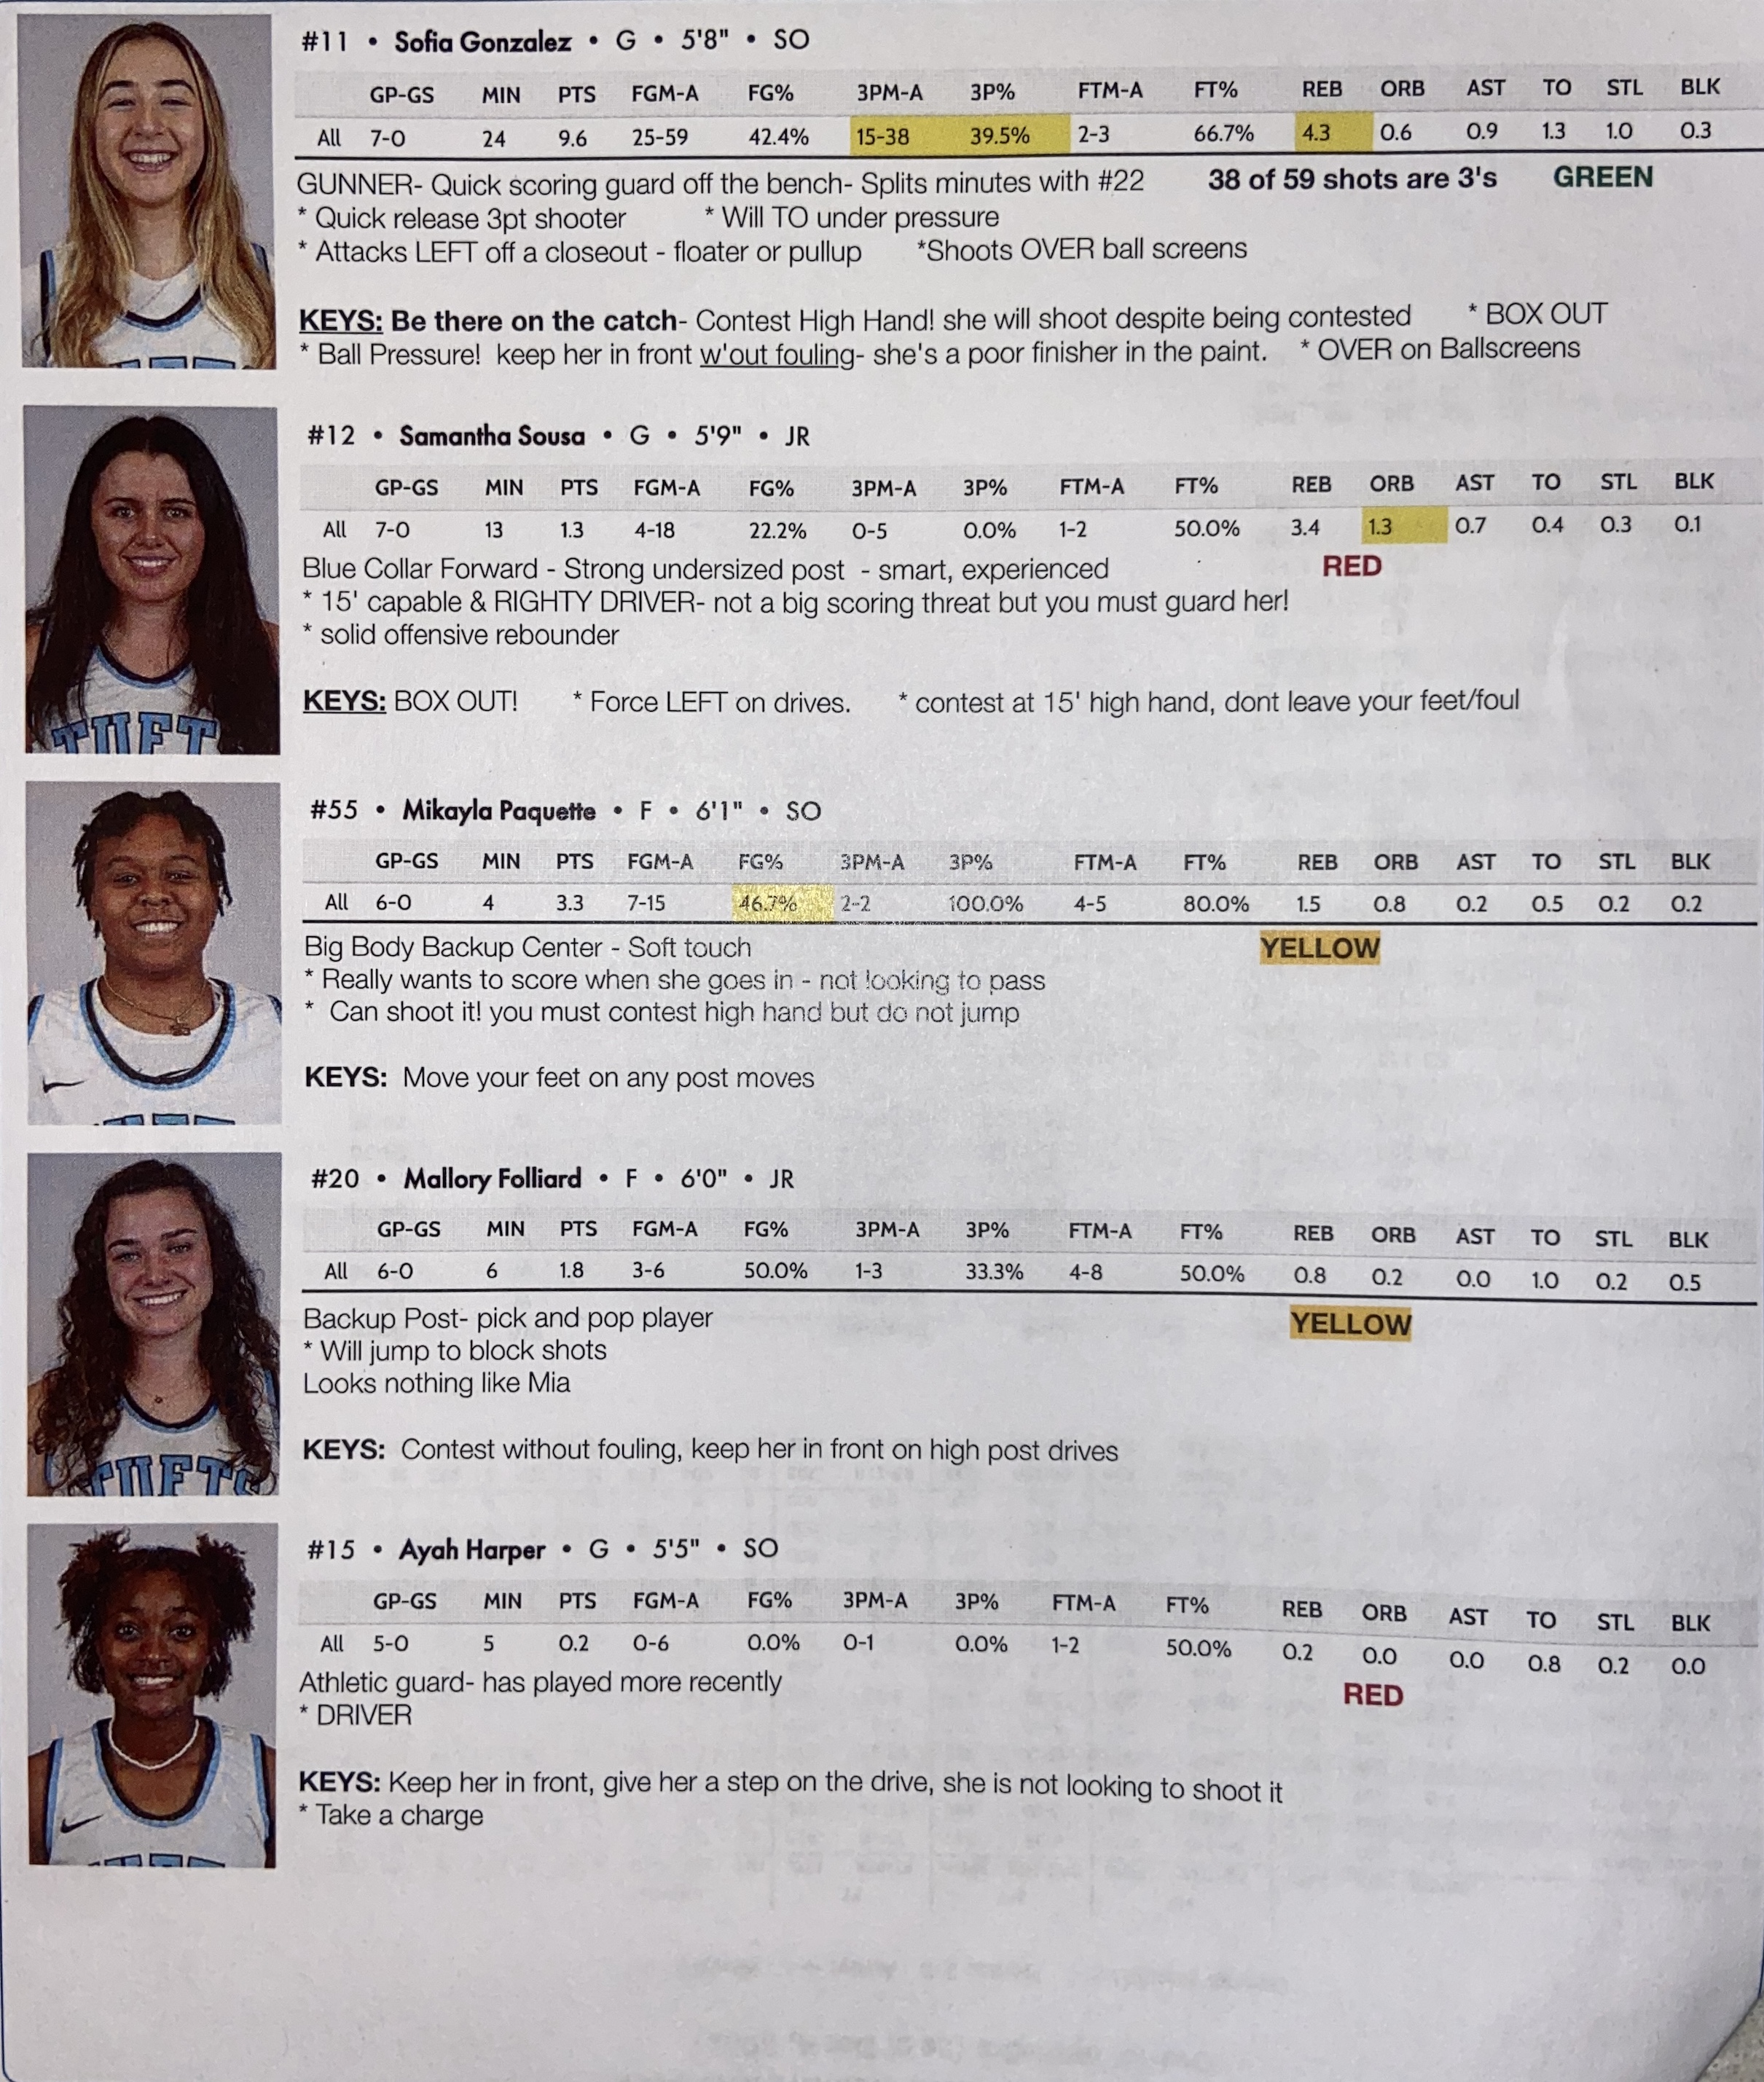 #11 • Sofia Gonzalez • G • 5'8" • SO
GP-GS MIN PTS FGM-A FG% 3PM-A 3P% FTM-A FT% REB ORB AST TO STL BLK
All 7-0 24 9.6 25-59 42.4% 15-38 39.5% 2-3 66.7% 4.3 0.6 0.9 1.3 1.0 0.3
GUNNER- Quick scoring guard off the bench- Splits minutes with #22 38 of 59 shots are 3's GREEN
* Quick release 3pt shooter * Will TO under pressure
* Attacks LEFT off a closeout - floater or pullup *Shoots OVER ball screens
KEYS: Be there on the catch- Contest High Hand! she will shoot despite being contested * BOX OUT
* Ball Pressure! keep her in front w'out fouling- she's a poor finisher in the paint. * OVER on Ballscreens
#12 • Samantha Sousa • G • 5'9" • JR
GP-GS MIN PTS FGM-A FG% 3PM-A 3P% FTM-A FT% REB ORB AST TO STL BLK
All 7-0 13 1.3 4-18 22.2% 0-5 0.0% 1-2 50.0% 3.4 1.3 0.7 0.4 0.3 0.1
Blue Collar Forward - Strong undersized post - smart, experienced RED
* 15' capable & RIGHTY DRIVER- not a big scoring threat but you must guard her!
* solid offensive rebounder
KEYS: BOX OUT! * Force LEFT on drives. * contest at 15' high hand, dont leave your feet/foul
TUFT
#55 • Mikayla Paquette • F • 6'1" • SO
GP-GS MIN PTS FGM-A FG% 3PM-A 3P% FTM-A FT% REB ORB AST TO STL BLK
All 6-0 4 3.3 7-15 46.7% 2-2 100.0% 4-5 80.0% 1.5 0.8 0.2 0.5 0.2 0.2
Big Body Backup Center - Soft touch YELLOW
* Really wants to score when she goes in - not looking to pass
* Can shoot it! you must contest high hand but do not jump
KEYS: Move your feet on any post moves
#20 • Mallory Folliard • F • 6'0" • JR
GP-GS MIN PTS FGM-A FG% 3PM-A 3P% FTM-A FT% REB ORB AST TO STL BLK
All 6-0 6 1.8 3-6 50.0% 1-3 33.3% 4-8 50.0% 0.8 0.2 0.0 1.0 0.2 0.5
Backup Post- pick and pop player YELLOW
* Will jump to block shots
Looks nothing like Mia
KEYS: Contest without fouling, keep her in front on high post drives
TUFTS
#15 • Ayah Harper • G • 5'5" • SO
GP-GS MIN PTS FGM-A FG% 3PM-A 3P% FTM-A FT% REB ORB AST TO STL BLK
All 5-0 5 0.2 0-6 0.0% 0-1 0.0% 1-2 50.0% 0.2 0.0 0.0 0.8 0.2 0.0
Athletic guard- has played more recently RED
* DRIVER
KEYS: Keep her in front, give her a step on the drive, she is not looking to shoot it
* Take a charge